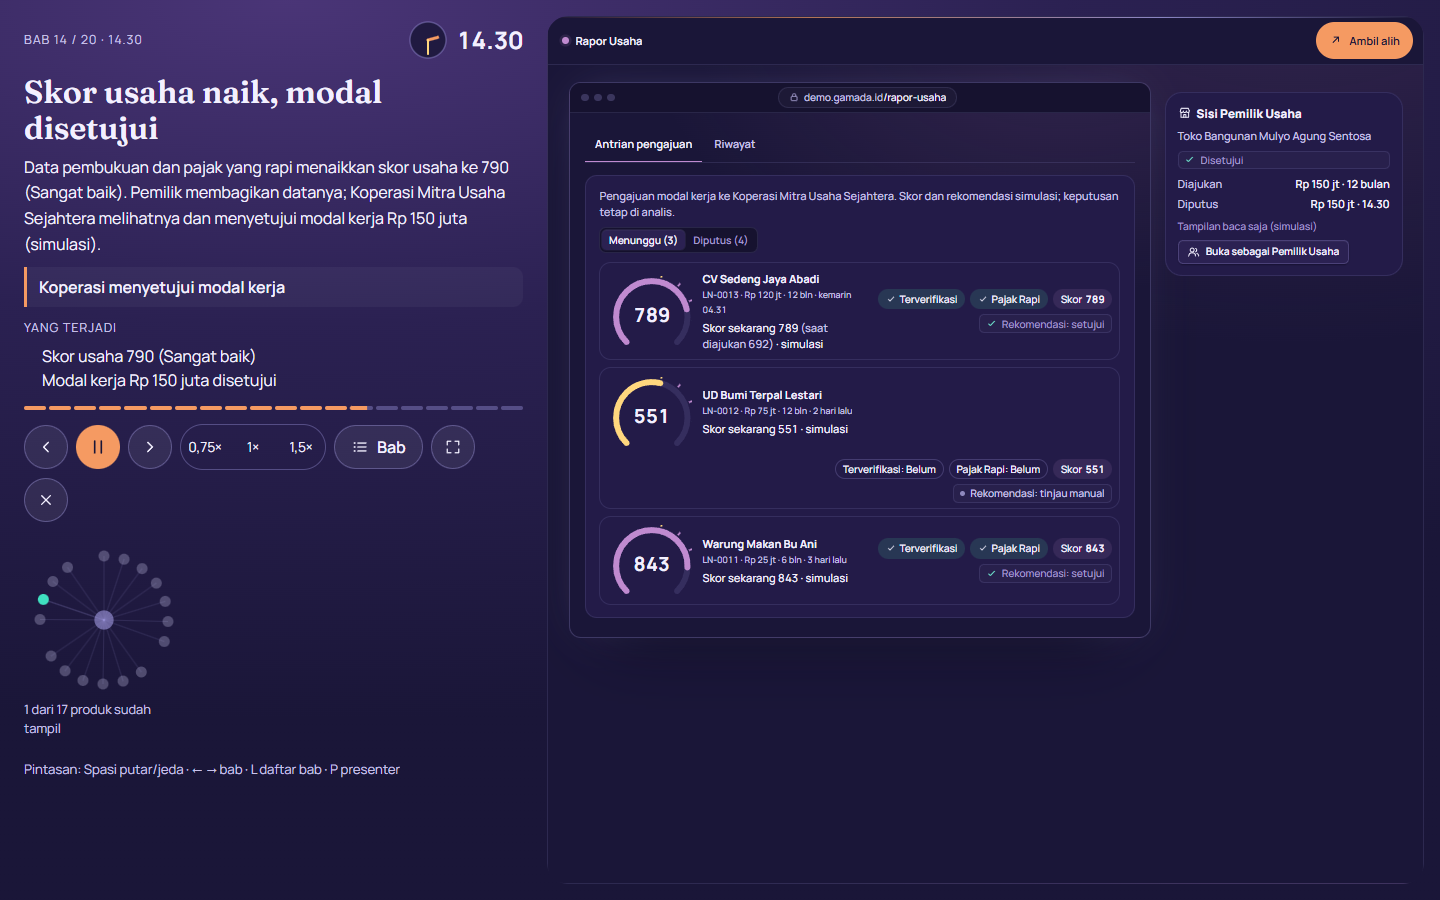 BAB 14 / 20 · 14.30
14.30
Skor usaha naik, modal
disetujui
Data pembukuan dan pajak yang rapi menaikkan skor usaha ke 790
(Sangat baik). Pemilik membagikan datanya; Koperasi Mitra Usaha
Sejahtera melihatnya dan menyetujui modal kerja Rp 150 juta
(simulasi).
Koperasi menyetujui modal kerja
YANG TERJADI
Skor usaha 790 (Sangat baik)
Modal kerja Rp 150 juta disetujui
0,75× 1× 1,5×
Bab
1 dari 17 produk sudah
tampil
Pintasan: Spasi putar/jeda · ← → bab · L daftar bab · P presenter
Rapor Usaha
Ambil alih
demo.gamada.id/rapor-usaha
Antrian pengajuan Riwayat
Pengajuan modal kerja ke Koperasi Mitra Usaha Sejahtera. Skor dan rekomendasi simulasi; keputusan
tetap di analis.
Menunggu (3) Diputus (4)
789
CV Sedeng Jaya Abadi
LN-0013 · Rp 120 jt · 12 bln · kemarin
04.31
Skor sekarang 789 (saat
diajukan 692) · simulasi
Terverifikasi Pajak Rapi Skor 789
Rekomendasi: setujui
551
UD Bumi Terpal Lestari
LN-0012 · Rp 75 jt · 12 bln · 2 hari lalu
Skor sekarang 551 · simulasi
Terverifikasi: Belum Pajak Rapi: Belum Skor 551
Rekomendasi: tinjau manual
843
Warung Makan Bu Ani
LN-0011 · Rp 25 jt · 6 bln · 3 hari lalu
Skor sekarang 843 · simulasi
Terverifikasi Pajak Rapi Skor 843
Rekomendasi: setujui
Sisi Pemilik Usaha
Toko Bangunan Mulyo Agung Sentosa
Disetujui
Diajukan Rp 150 jt · 12 bulan
Diputus Rp 150 jt · 14.30
Tampilan baca saja (simulasi)
Buka sebagai Pemilik Usaha